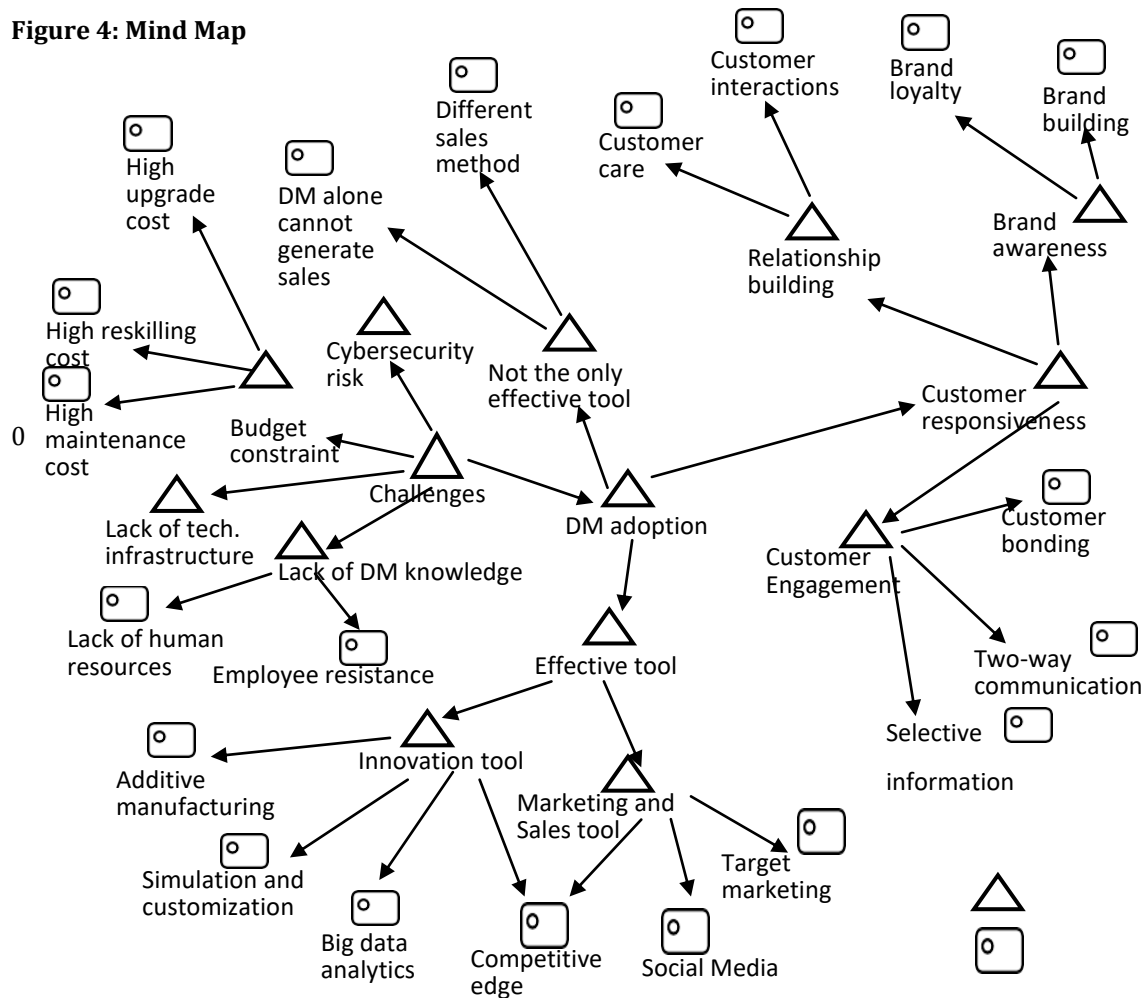 Figure 4: Mind Map
Customer
interactions
Brand
loyalty
Brand
building
Different
sales
method
Customer
care
High
upgrade
cost
DM alone
cannot
generate
sales
Relationship
building
Brand
awareness
High reskilling
cost
Cybersecurity
risk
Not the only
effective tool
Customer
responsiveness
High
maintenance
cost
0
Budget
constraint
Challenges
DM adoption
Lack of tech.
infrastructure
Lack of DM knowledge
Customer
Engagement
Customer
bonding
Lack of human
resources
Employee resistance
Effective tool
Two-way
communication
Selective
information
Innovation tool
Additive
manufacturing
Marketing and
Sales tool
Target
marketing
Simulation and
customization
Big data
analytics
Competitive
edge
Social Media